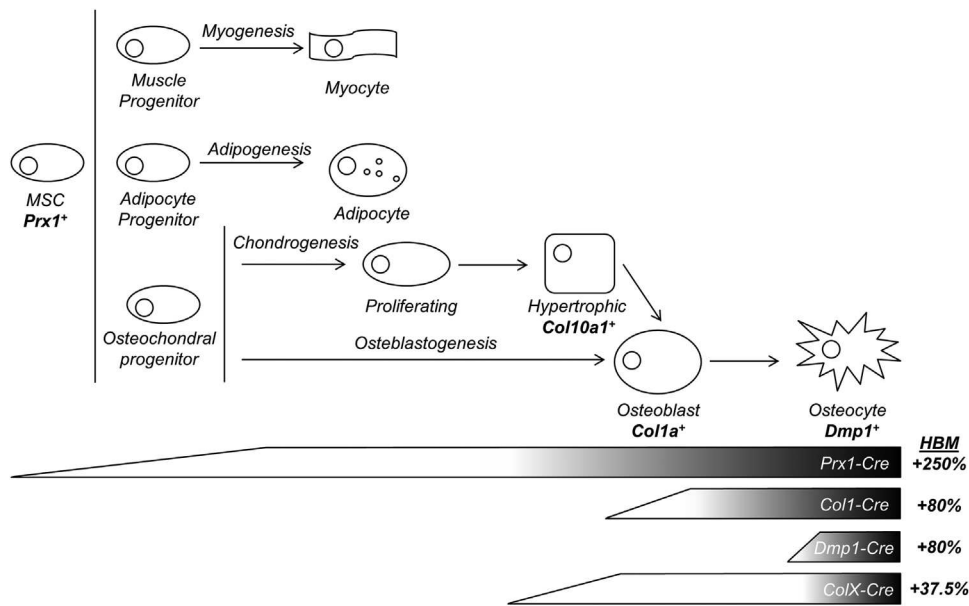 Myogenesis
Muscle
Progenitor
Myocyte
Adipogenesis
MSC
Prx1⁺
Adipocyte
Progenitor
Adipocyte
Chondrogenesis
Proliferating
Hypertrophic
Col10a1⁺
Osteochondral
progenitor
Osteblastogenesis
Osteoblast
Col1a⁺
Osteocyte
Dmp1⁺
HBM
Prx1-Cre +250%
Col1-Cre +80%
Dmp1-Cre +80%
ColX-Cre +37.5%